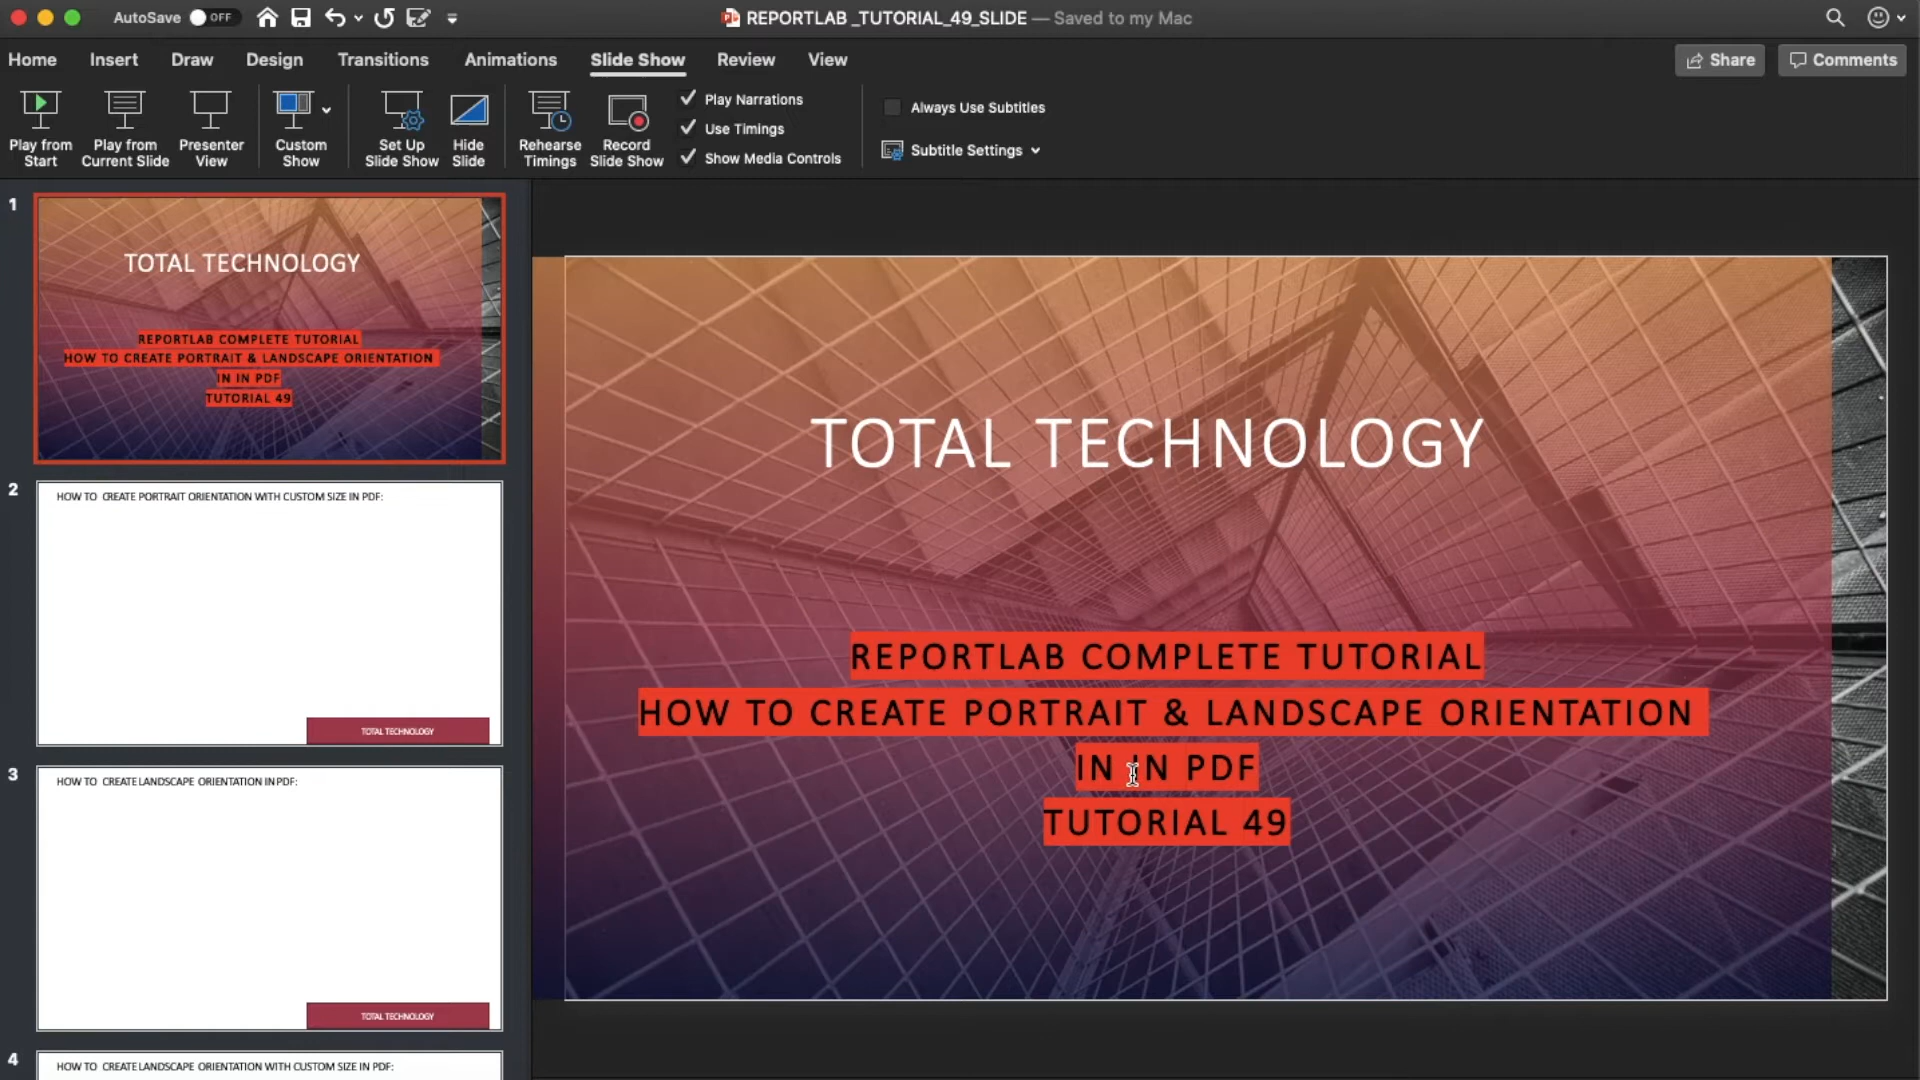 AutoSave OFF
REPORTLAB _TUTORIAL_49_SLIDE — Saved to my Mac
Home Insert Draw Design Transitions Animations Slide Show Review View Share Comments
Play from Start
Play from Current Slide
Presenter View
Custom Show
Set Up Slide Show
Hide Slide
Rehearse Timings
Record Slide Show
Play Narrations
Use Timings
Show Media Controls
Always Use Subtitles
Subtitle Settings
1
TOTAL TECHNOLOGY
REPORTLAB COMPLETE TUTORIAL
HOW TO CREATE PORTRAIT & LANDSCAPE ORIENTATION
IN IN PDF
TUTORIAL 49
2
HOW TO CREATE PORTRAIT ORIENTATION WITH CUSTOM SIZE IN PDF:
TOTAL TECHNOLOGY
3
HOW TO CREATE LANDSCAPE ORIENTATION IN PDF:
TOTAL TECHNOLOGY
4
HOW TO CREATE LANDSCAPE ORIENTATION WITH CUSTOM SIZE IN PDF:
TOTAL TECHNOLOGY
REPORTLAB COMPLETE TUTORIAL
HOW TO CREATE PORTRAIT & LANDSCAPE ORIENTATION
IN IN PDF
TUTORIAL 49